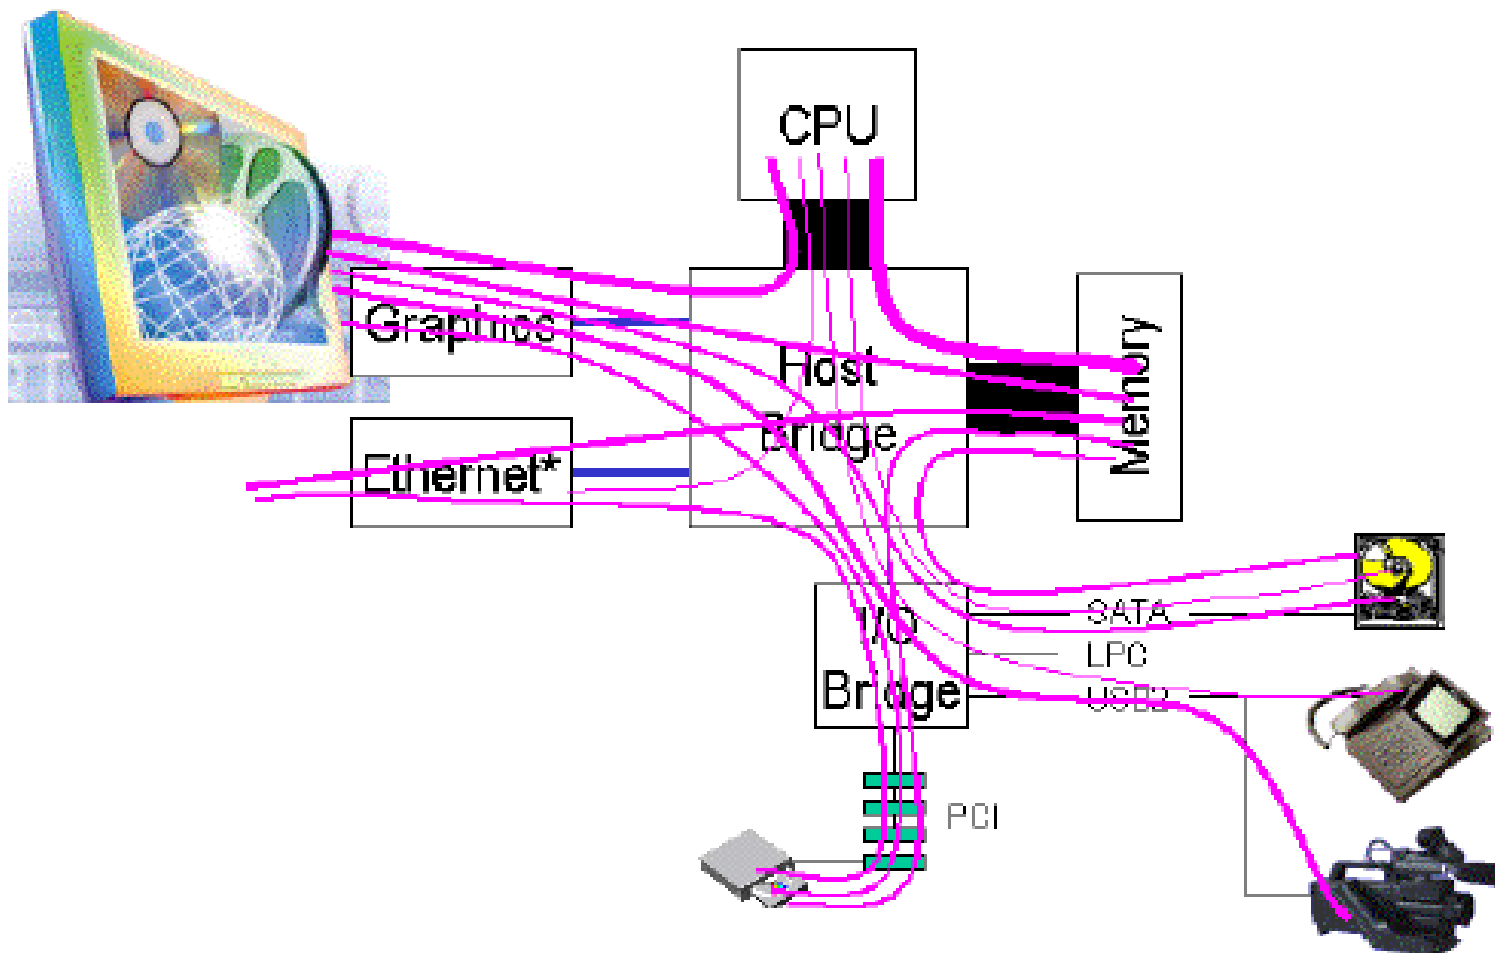 CPU
Graphics
Host
Bridge
Memory
Ethernet*
SATA
I/O
Bridge
LPC
USB2
PCI